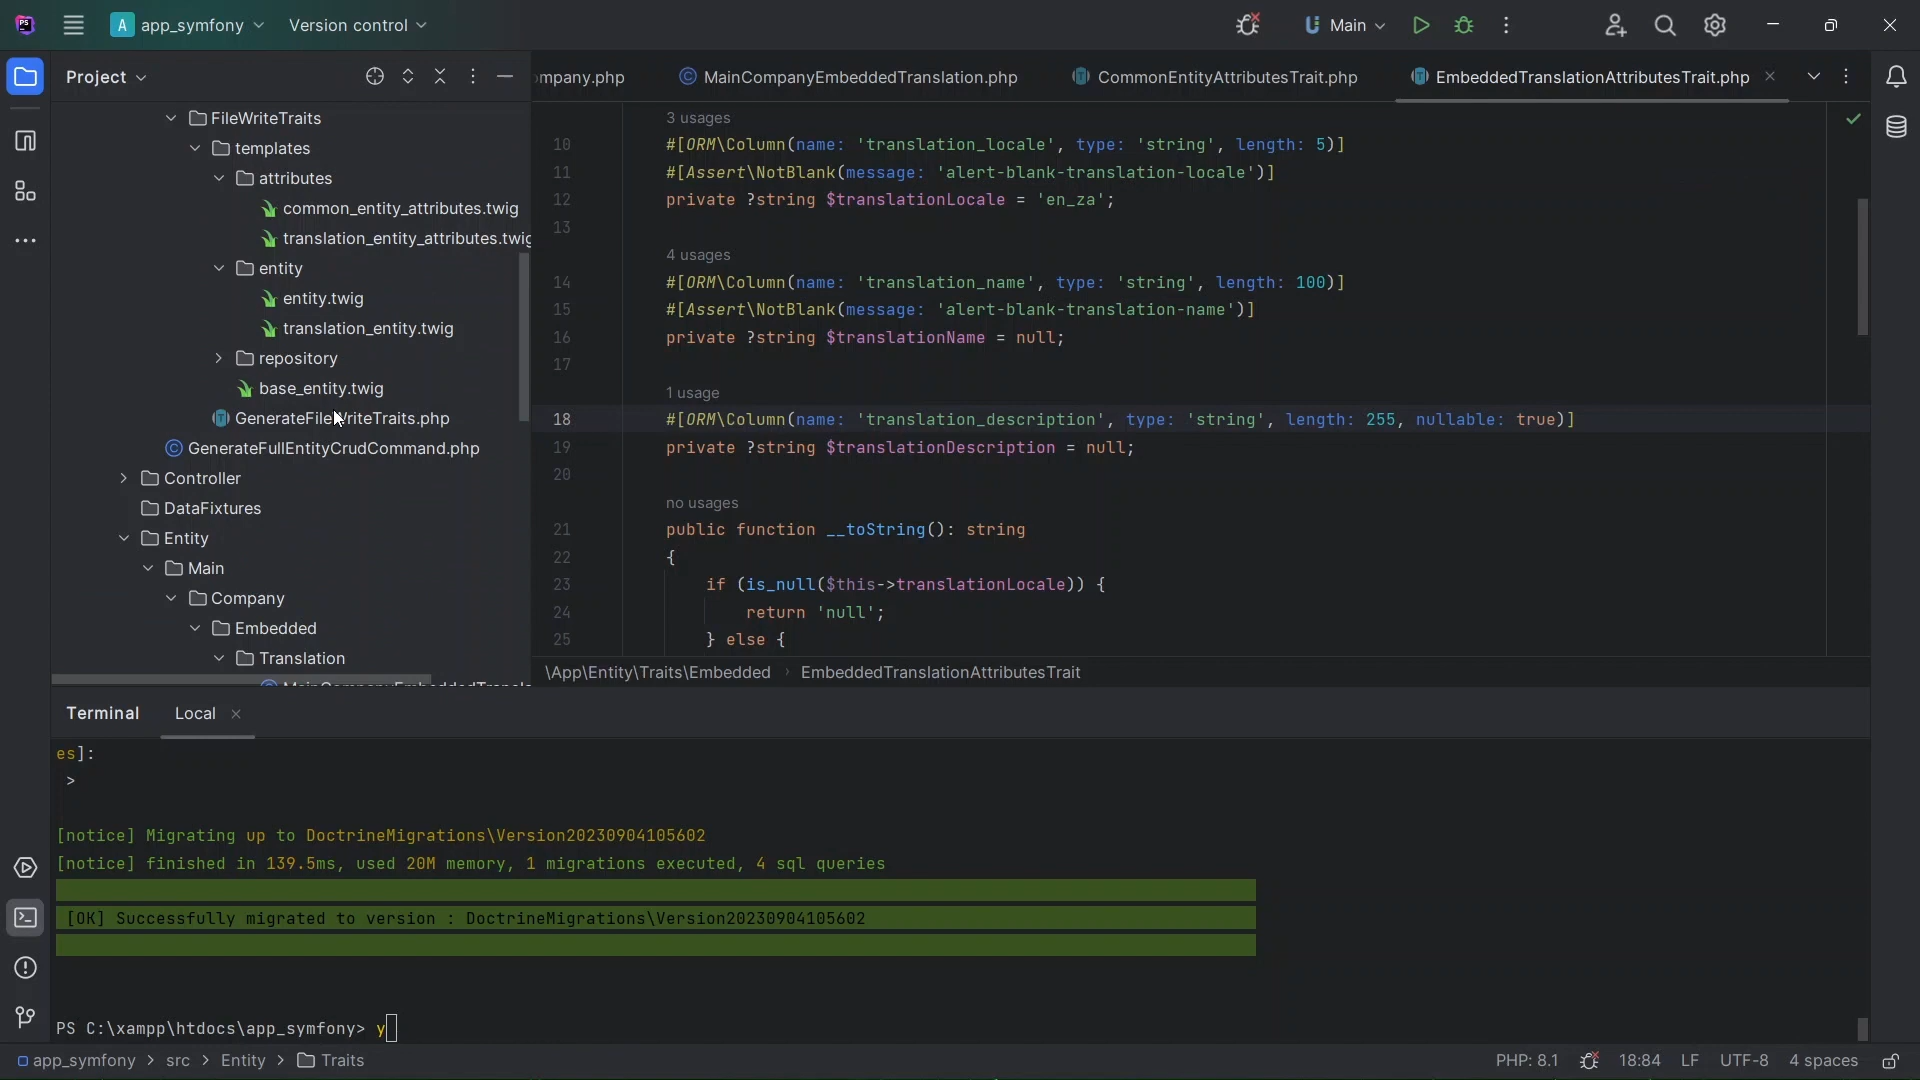 PS
A app_symfony
Version control
Main
Project
mpany.php
MainCompanyEmbeddedTranslation.php
CommonEntityAttributesTrait.php
EmbeddedTranslationAttributesTrait.php
FileWriteTraits
templates
attributes
common_entity_attributes.twig
translation_entity_attributes.twig
entity
entity.twig
translation_entity.twig
repository
base_entity.twig
GenerateFileWriteTraits.php
GenerateFullEntityCrudCommand.php
Controller
DataFixtures
Entity
Main
Company
Embedded
Translation
3 usages
10 #[ORM\Column(name: 'translation_locale', type: 'string', length: 5)]
11 #[Assert\NotBlank(message: 'alert-blank-translation-locale')]
12 private ?string $translationLocale = 'en_za';
13
4 usages
14 #[ORM\Column(name: 'translation_name', type: 'string', length: 100)]
15 #[Assert\NotBlank(message: 'alert-blank-translation-name')]
16 private ?string $translationName = null;
17
1 usage
18 #[ORM\Column(name: 'translation_description', type: 'string', length: 255, nullable: true)]
19 private ?string $translationDescription = null;
20
no usages
21 public function __toString(): string
22 {
23 if (is_null($this->translationLocale)) {
24 return 'null';
25 } else {
\App\Entity\Traits\Embedded › EmbeddedTranslationAttributesTrait
Terminal
Local
es]:
>
[notice] Migrating up to DoctrineMigrations\Version20230904105602
[notice] finished in 139.5ms, used 20M memory, 1 migrations executed, 4 sql queries
[OK] Successfully migrated to version : DoctrineMigrations\Version20230904105602
PS C:\xampp\htdocs\app_symfony> y
app_symfony > src > Entity > Traits
PHP: 8.1
18:84
LF
UTF-8
4 spaces